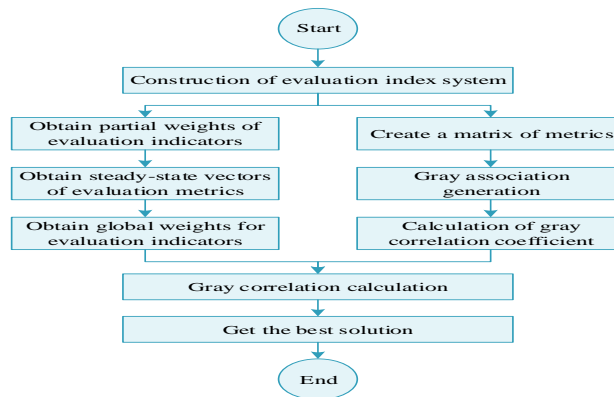 Start
Construction of evaluation index system
Obtain partial weights of
evaluation indicators
Create a matrix of metrics
Obtain steady-state vectors
of evaluation metrics
Gray association
generation
Obtain global weights for
evaluation indicators
Calculation of gray
correlation coefficient
Gray correlation calculation
Get the best solution
End